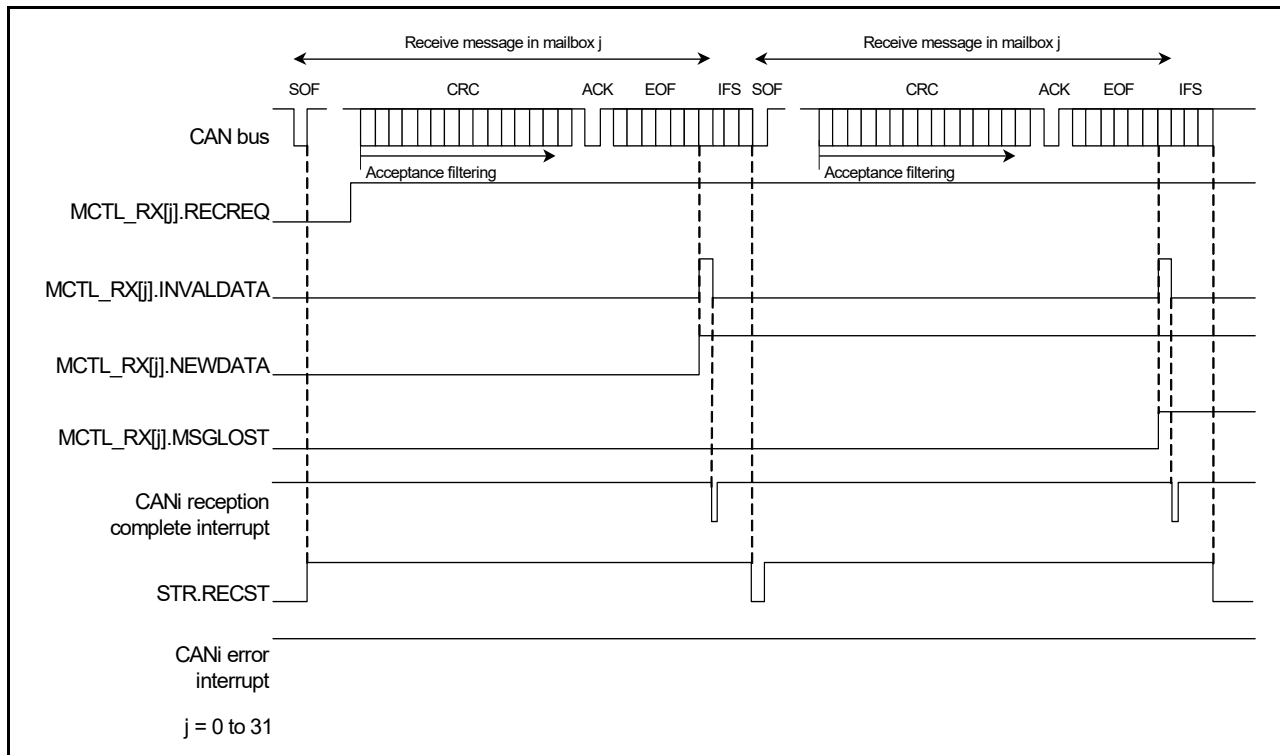 Receive message in mailbox j
Receive message in mailbox j
SOF CRC ACK EOF IFS SOF CRC ACK EOF IFS
CAN bus
Acceptance filtering
Acceptance filtering
MCTL_RX[j].RECREQ
MCTL_RX[j].INVALDATA
MCTL_RX[j].NEWDATA
MCTL_RX[j].MSGLOST
CANi reception
complete interrupt
STR.RECST
CANi error
interrupt
j = 0 to 31